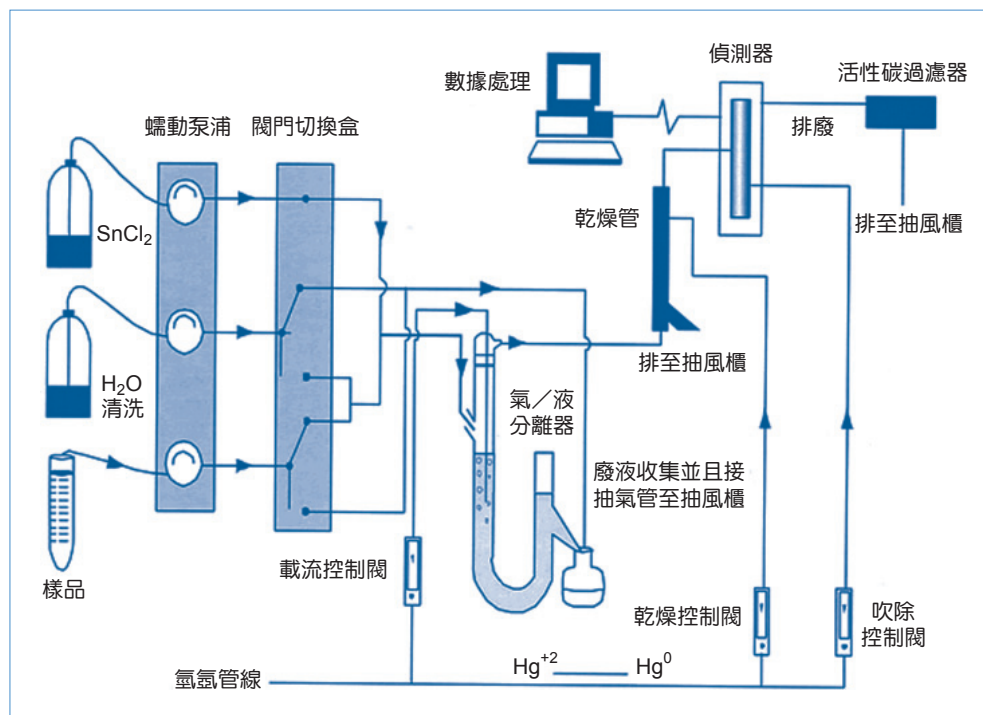 數據處理
偵測器
活性碳過濾器
排廢
排至抽風櫃
蠕動泵浦
閥門切換盒
SnCl₂
乾燥管
排至抽風櫃
H₂O
清洗
氣／液
分離器
廢液收集並且接
抽氣管至抽風櫃
樣品
載流控制閥
乾燥控制閥
吹除
控制閥
氬氬管線
Hg⁺² Hg⁰